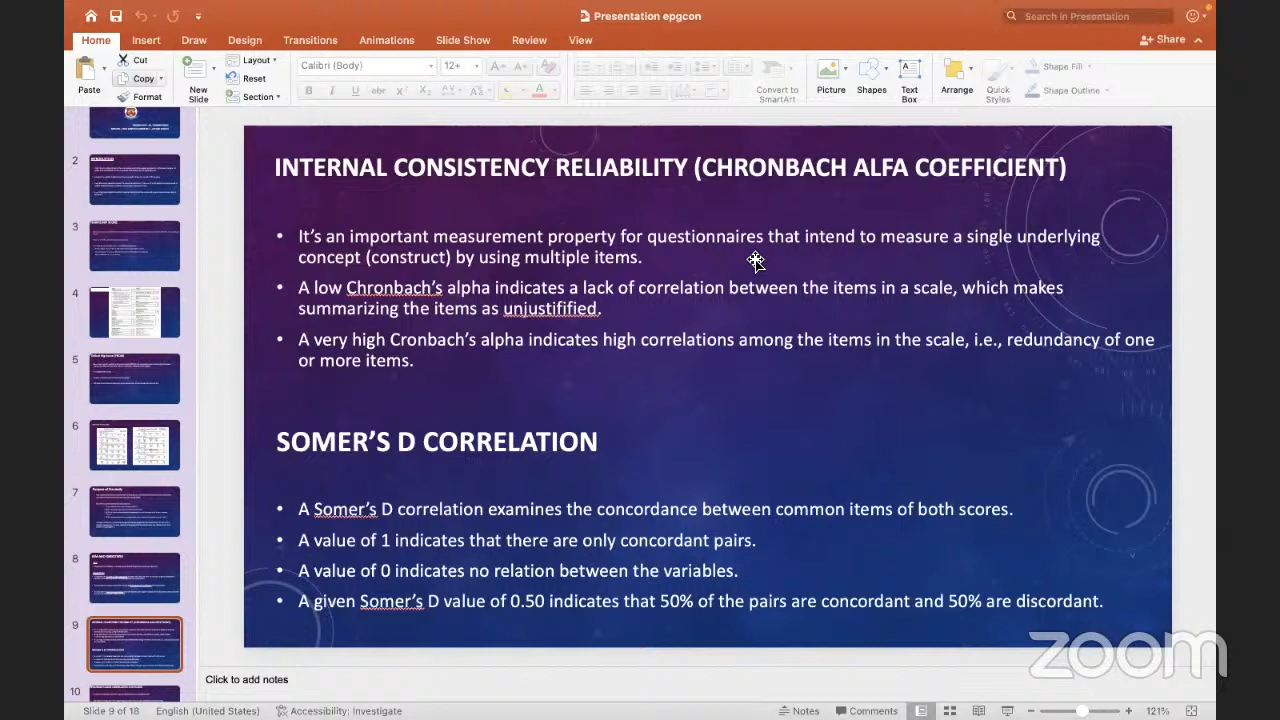 Presentation epgcon
Search in Presentation
Home Insert Draw Design Transitions Animations Slide Show Review View
Share
Paste
Cut
Copy
Format
New Slide
Layout
Reset
Section
Calibri (Body) 12+
Convert to SmartArt
Picture
Shapes
Text Box
Arrange
Quick Styles
Shape Fill
Shape Outline
2
3
4
5
6
7
8
9
10
INTERNAL CONSISTENCY RELIABILITY (CHRONBACH ALFA COEFFICIENT)
• It's an important measurement property for questionnaires that intend to measure a single underlying
concept (construct) by using multiple items.
• A low Chronbach's alpha indicates a lack of correlation between the items in a scale, which makes
summarizing the items as unjustified.
• A very high Cronbach's alpha indicates high correlations among the items in the scale, i.e., redundancy of one
or more items.
SOMER'S D CORRELATION
• A Somer's D correlation examines the concordance between common items of both scores.
• A value of 1 indicates that there are only concordant pairs.
• A value of 0 indicates no relation between the variables.
• A given Somer's D value of 0.50 indicates that 50% of the pairs are concordant and 50% are discordant.
zoom
Click to add notes
Slide 9 of 18 English (United States) Accessibility: Investigate Notes Comments 121%